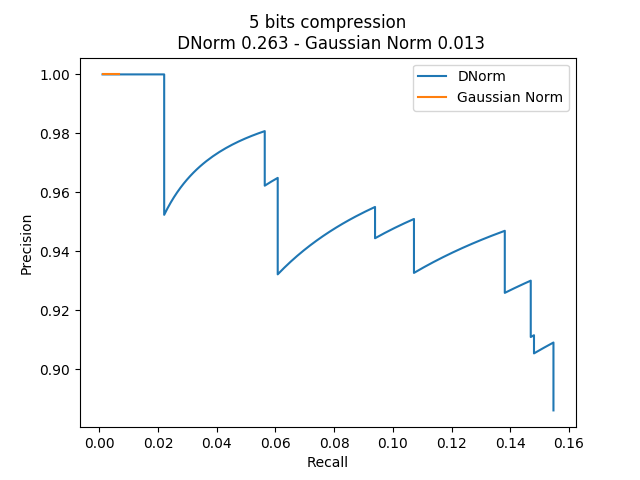 5 bits compression
DNorm 0.263 - Gaussian Norm 0.013
DNorm
Gaussian Norm
1.00
0.98
0.96
0.94
0.92
0.90
Precision
0.00 0.02 0.04 0.06 0.08 0.10 0.12 0.14 0.16
Recall